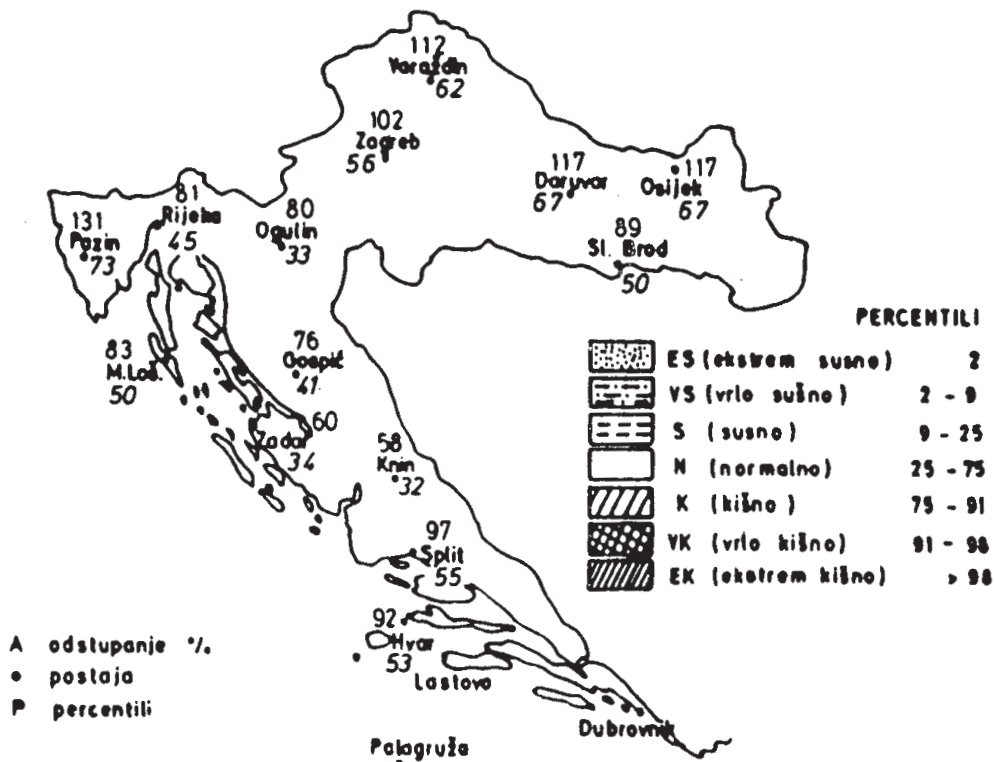 112
Varaždin
62
102
Zagreb
56
117
Daruvar
67
117
Osijek
67
89
Sl. Brod
50
81
Rijeka
45
80
Ogulin
33
131
Pazin
73
83
M.Loš.
50
76
Gospić
41
60
Zadar
34
58
Knin
32
97
Split
55
92
Hvar
53
Lastovo
Dubrovnik
Palagruža
PERCENTILI
ES (ekstrem susno) 2
VS (vrlo sušno) 2 - 9
S (susno) 9 - 25
N (normalno) 25 - 75
K (kišno) 75 - 91
VK (vrlo kišno) 91 - 98
EK (ekstrem kišno) > 98
A odstupanje %
• postaja
P percentili